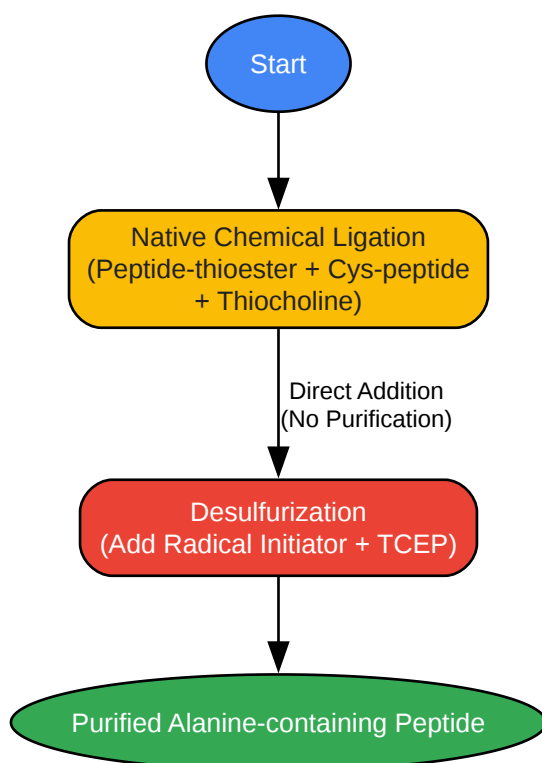 Start
Native Chemical Ligation
(Peptide-thioester + Cys-peptide
+ Thiocholine)
Direct Addition
(No Purification)
Desulfurization
(Add Radical Initiator + TCEP)
Purified Alanine-containing Peptide